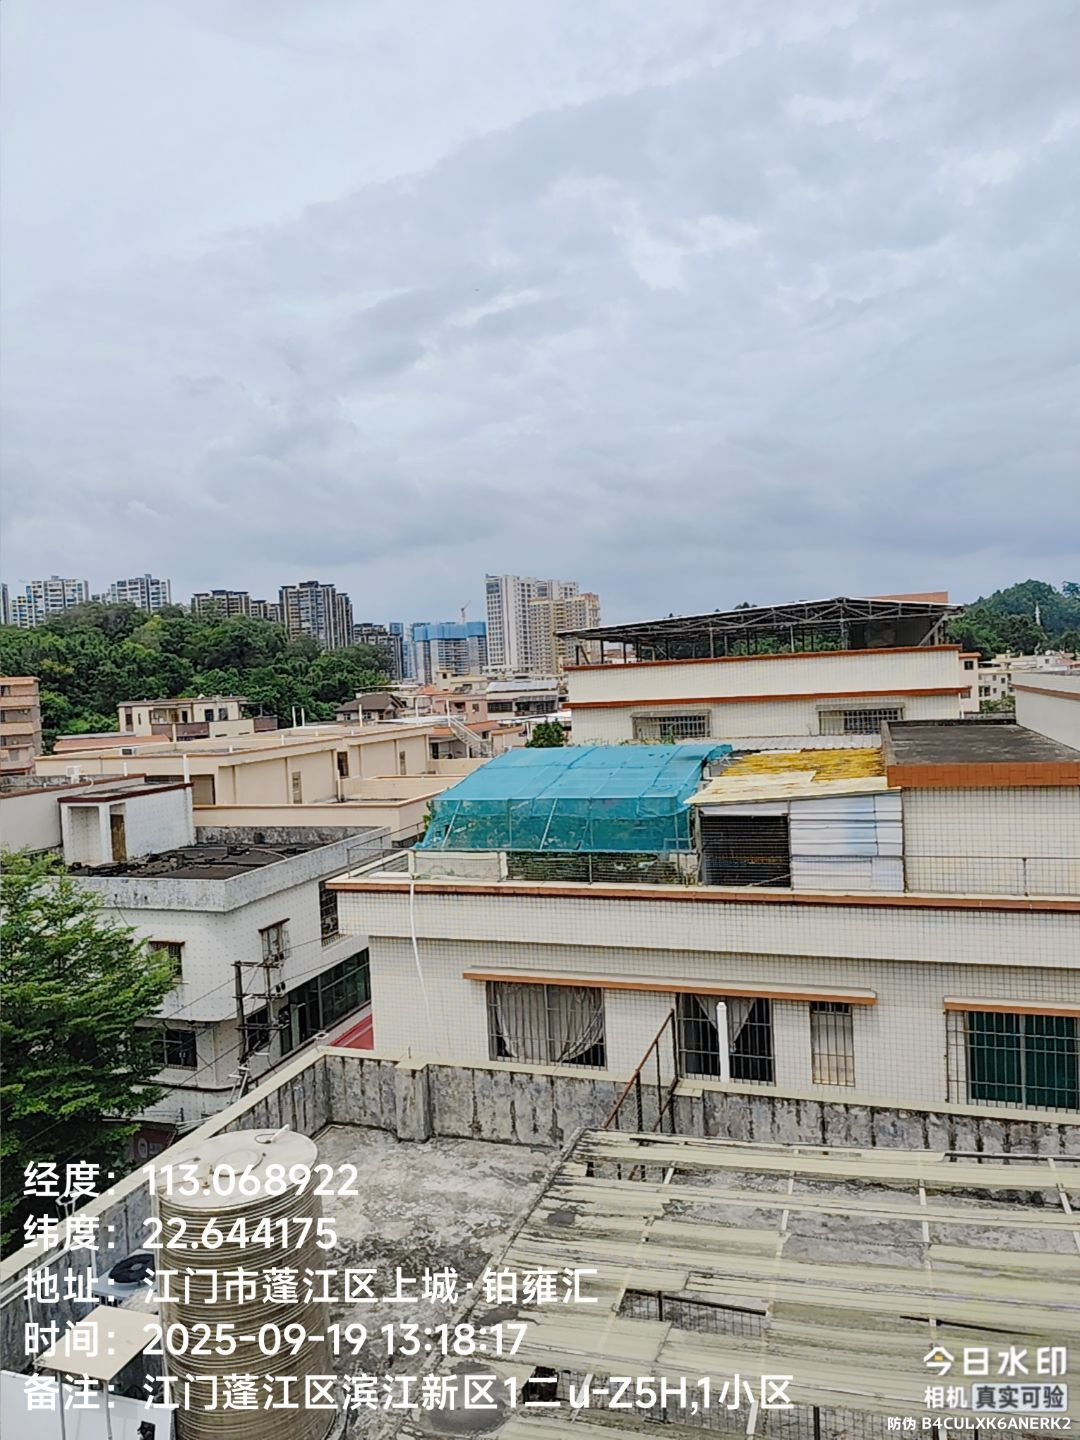 经度：113.068922
纬度：22.644175
地址：江门市蓬江区上城·铂雍汇
时间：2025-09-19 13:18:17
备注：江门蓬江区滨江新区1二u-Z5H,1小区
今日水印
相机 真实可验
防伪 B4CULXK6ANERK2